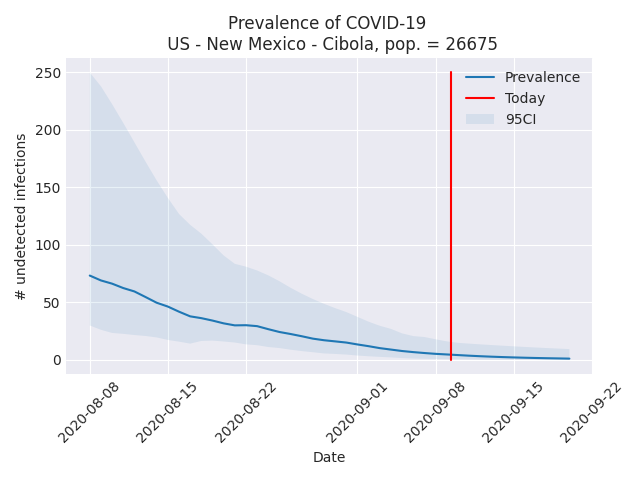 Prevalence of COVID-19
US - New Mexico - Cibola, pop. = 26675
250
200
150
100
50
0
# undetected infections
Prevalence
Today
95CI
2020-08-08
2020-08-15
2020-08-22
2020-09-01
2020-09-08
2020-09-15
2020-09-22
Date